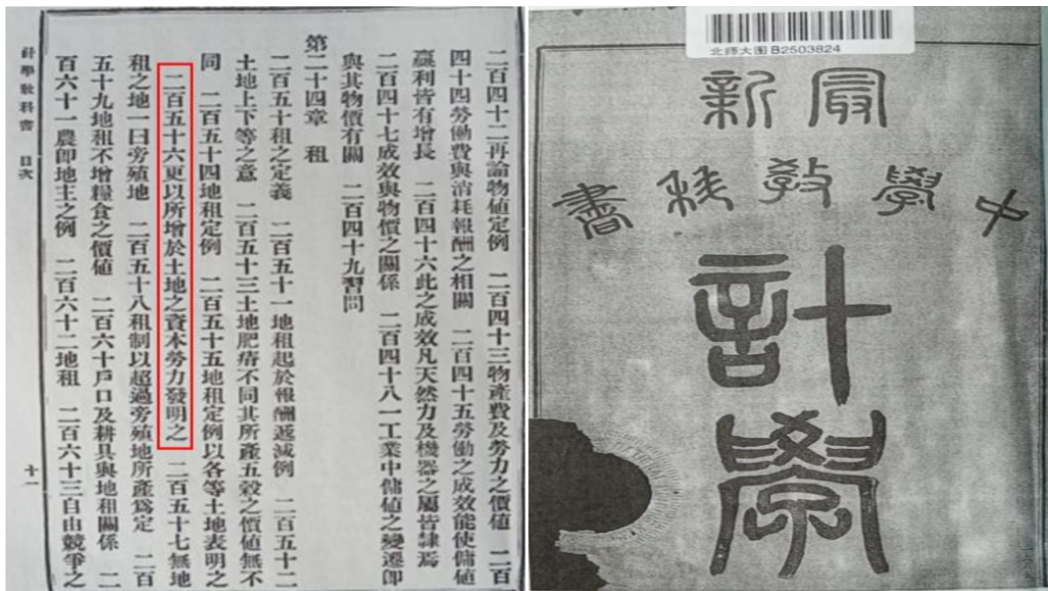 二百四十二再論物值定例　二百四十三物產費及勞力之價值　二百
四十四勞働費與消耗報酬之相關　二百四十五勞働之成效能使傭值
贏利皆有增長　二百四十六此之成效凡天然力及機器之屬皆隸焉
二百四十七成效與物價之關係　二百四十八一工業中傭值之變遷即
與其物價有關　二百四十九習問
第二十四章　租
二百五十租之定義　二百五十一地租起於報酬遞減例　二百五十二
土地上下等之意　二百五十三土地肥瘠不同其所產五穀之價值無不
同　二百五十四地租定例　二百五十五地租定例以各等土地表明之
二百五十六更以所增於土地之資本勞力發明之　二百五十七無地
租之地一曰旁殖地　二百五十八租制以超過旁殖地所產爲定　二百
五十九地租不增糧食之價値　二百六十戶口及耕具與地租關係　二
百六十一農卽地主之例　二百六十二地租　二百六十三自由競爭之
計學敎科書　目次　十一
北师大图 B2503824
最新
中學教科書
計學